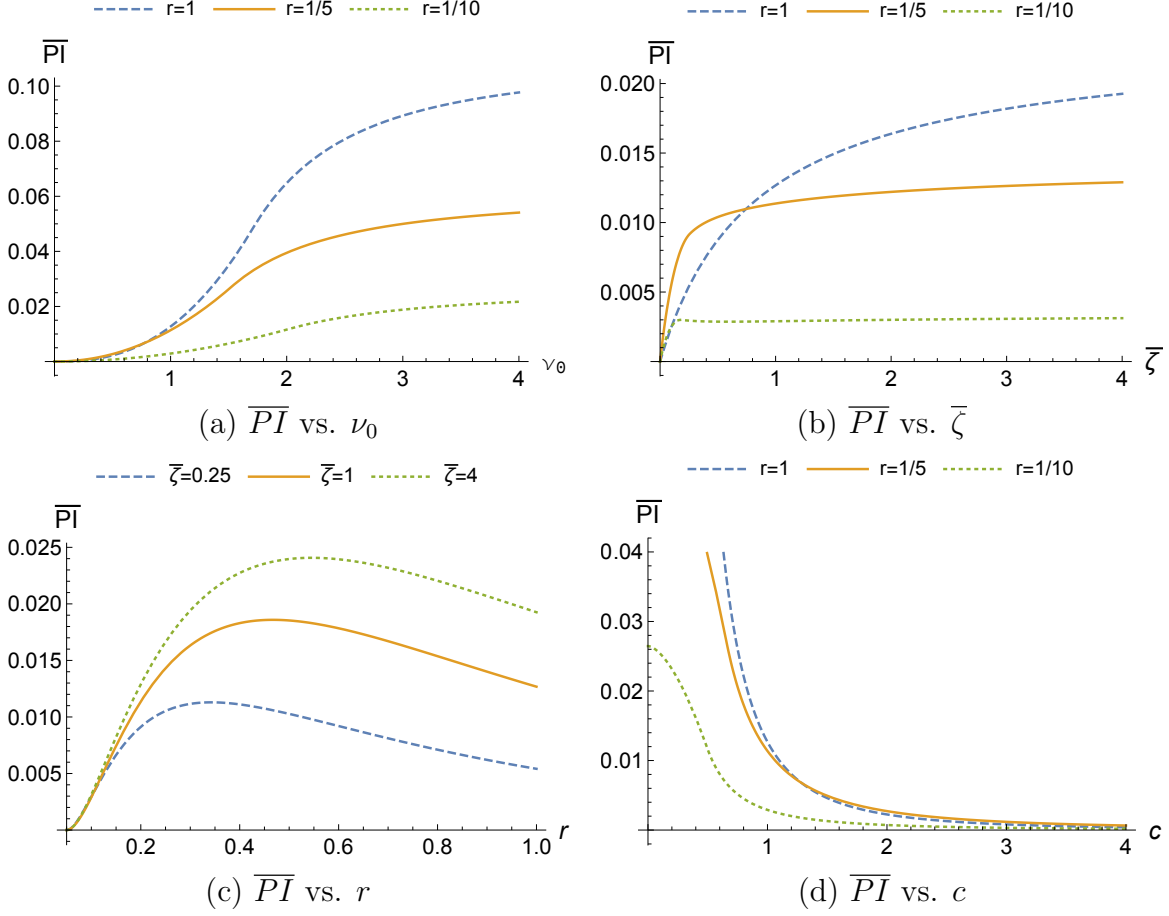 r=1 r=1/5 r=1/10
PI
0.10
0.08
0.06
0.04
0.02
1 2 3 4 ν0
(a) PI vs. ν0
r=1 r=1/5 r=1/10
PI
0.020
0.015
0.010
0.005
0 1 2 3 4 ζ
(b) PI vs. ζ
ζ=0.25 ζ=1 ζ=4
PI
0.025
0.020
0.015
0.010
0.005
0.2 0.4 0.6 0.8 1.0 r
(c) PI vs. r
r=1 r=1/5 r=1/10
PI
0.04
0.03
0.02
0.01
1 2 3 4 c
(d) PI vs. c